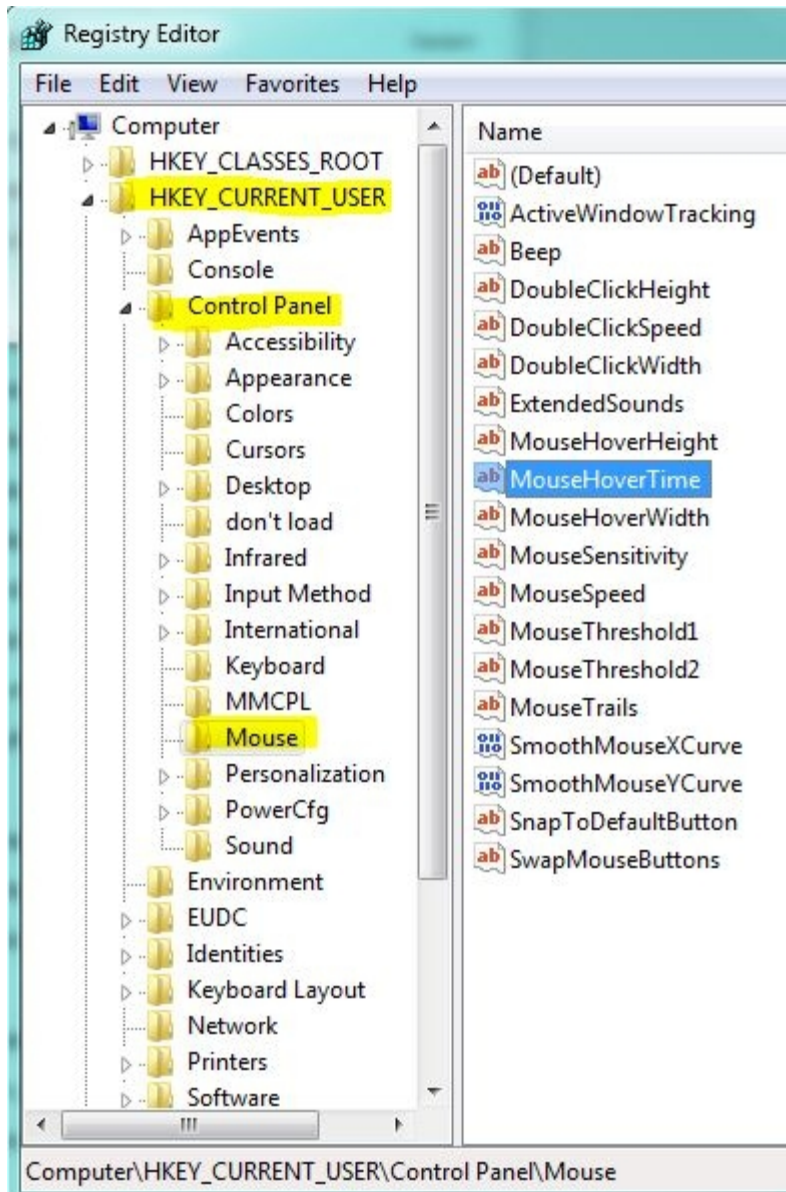 Registry Editor
File Edit View Favorites Help
Computer
HKEY_CLASSES_ROOT
HKEY_CURRENT_USER
AppEvents
Console
Control Panel
Accessibility
Appearance
Colors
Cursors
Desktop
don't load
Infrared
Input Method
International
Keyboard
MMCPL
Mouse
Personalization
PowerCfg
Sound
Environment
EUDC
Identities
Keyboard Layout
Network
Printers
Software
Name
(Default)
ActiveWindowTracking
Beep
DoubleClickHeight
DoubleClickSpeed
DoubleClickWidth
ExtendedSounds
MouseHoverHeight
MouseHoverTime
MouseHoverWidth
MouseSensitivity
MouseSpeed
MouseThreshold1
MouseThreshold2
MouseTrails
SmoothMouseXCurve
SmoothMouseYCurve
SnapToDefaultButton
SwapMouseButtons
Computer\HKEY_CURRENT_USER\Control Panel\Mouse